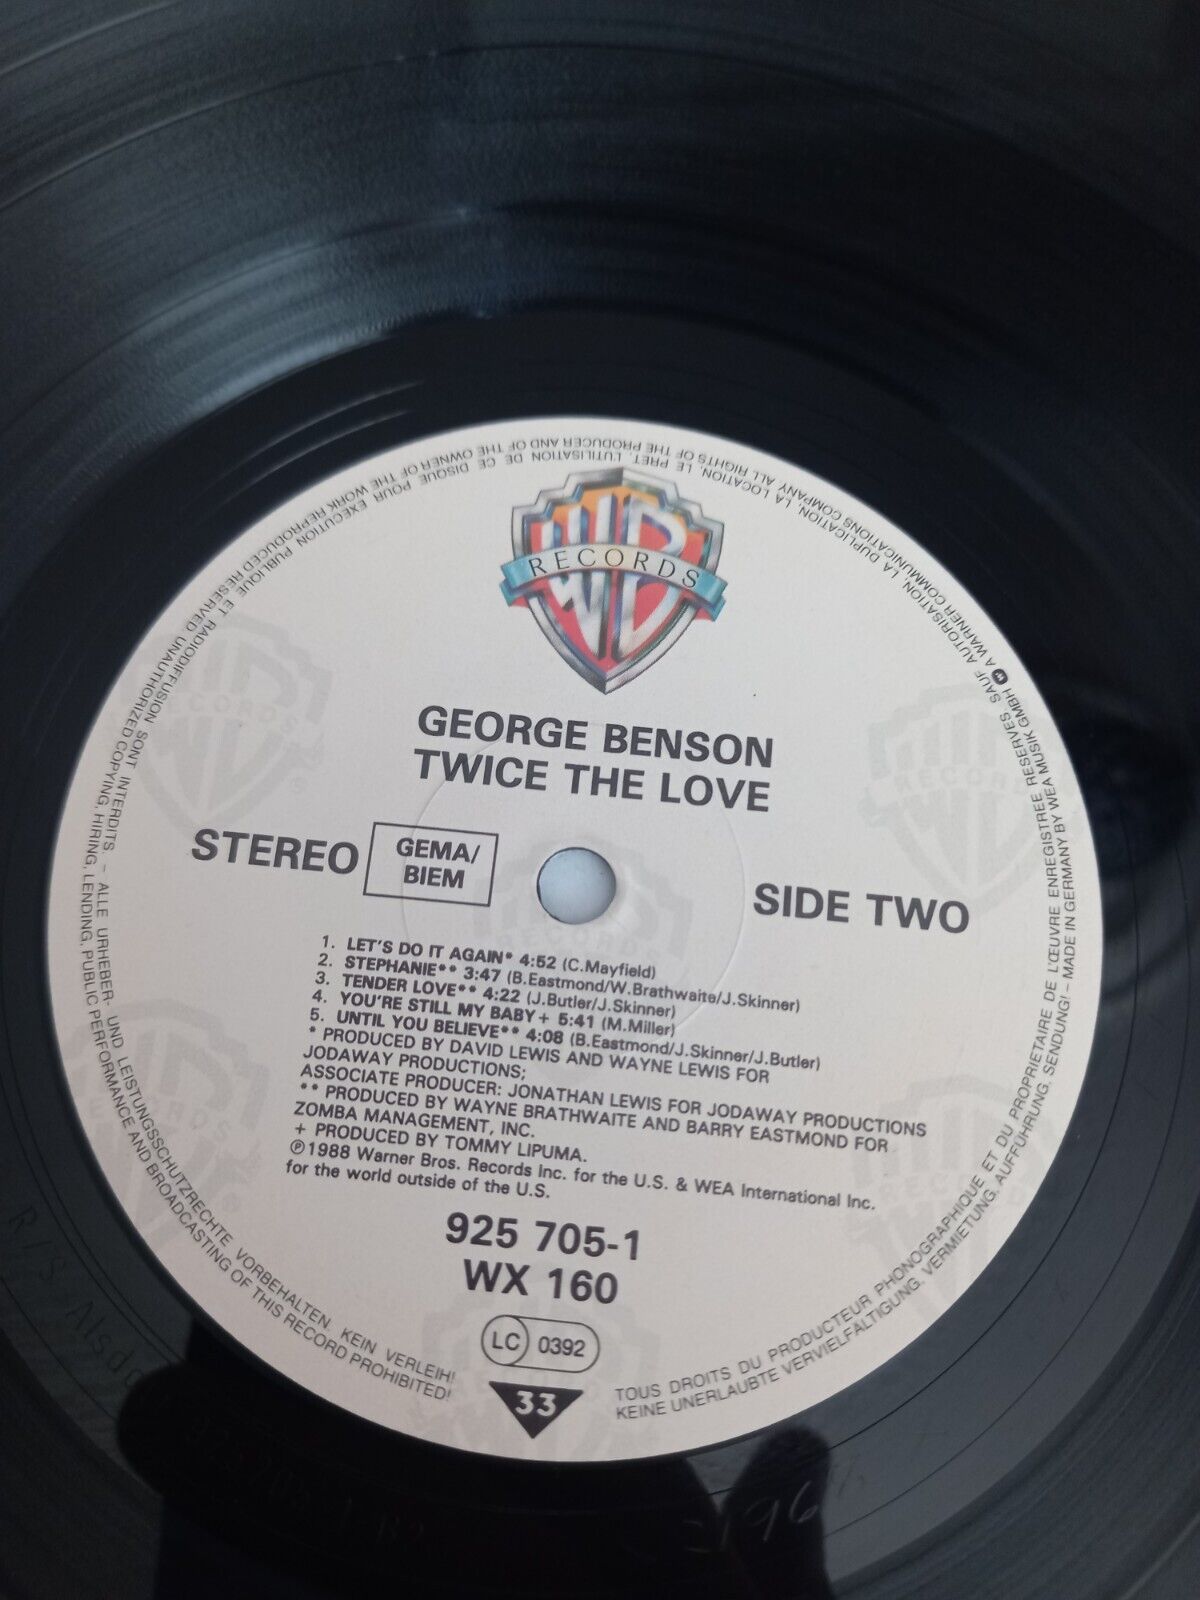 RECORDS
GEORGE BENSON
TWICE THE LOVE
STEREO
GEMA/
BIEM
SIDE TWO
1. LET'S DO IT AGAIN* 4:52 (C.Mayfield)
2. STEPHANIE** 3:47 (B.Eastmond/W.Brathwaite/J.Skinner)
3. TENDER LOVE** 4:22 (J.Butler/J.Skinner)
4. YOU'RE STILL MY BABY+ 5:41 (M.Miller)
5. UNTIL YOU BELIEVE** 4:08 (B.Eastmond/J.Skinner/J.Butler)
* PRODUCED BY DAVID LEWIS AND WAYNE LEWIS FOR
JODAWAY PRODUCTIONS;
ASSOCIATE PRODUCER: JONATHAN LEWIS FOR JODAWAY PRODUCTIONS
** PRODUCED BY WAYNE BRATHWAITE AND BARRY EASTMOND FOR
ZOMBA MANAGEMENT, INC.
+ PRODUCED BY TOMMY LIPUMA.
℗1988 Warner Bros. Records Inc. for the U.S. & WEA International Inc.
for the world outside of the U.S.
925 705-1
WX 160
LC 0392
33
TOUS DROITS DU PRODUCTEUR PHONOGRAPHIQUE ET DU PROPRIETAIRE DE L'ŒUVRE ENREGISTREE RESERVES SAUF AUTORISATION, LA DUPLICATION, LA LOCATION, LE PRET, L'UTILISATION DE CE DISQUE POUR EXECUTION PUBLIQUE ET RADIODIFFUSION SONT INTERDITS. – ALLE URHEBER- UND LEISTUNGSSCHUTZRECHTE VORBEHALTEN. KEIN VERLEIH!
KEINE UNERLAUBTE VERVIELFÄLTIGUNG, VERMIETUNG, AUFFÜHRUNG, SENDUNG! – MADE IN GERMANY BY WEA MUSIK GMBH A WARNER COMMUNICATIONS COMPANY ALL RIGHTS OF THE PRODUCER AND OF THE OWNER OF THE WORK REPRODUCED RESERVED UNAUTHORIZED COPYING, HIRING, LENDING, PUBLIC PERFORMANCE AND BROADCASTING OF THIS RECORD PROHIBITED!